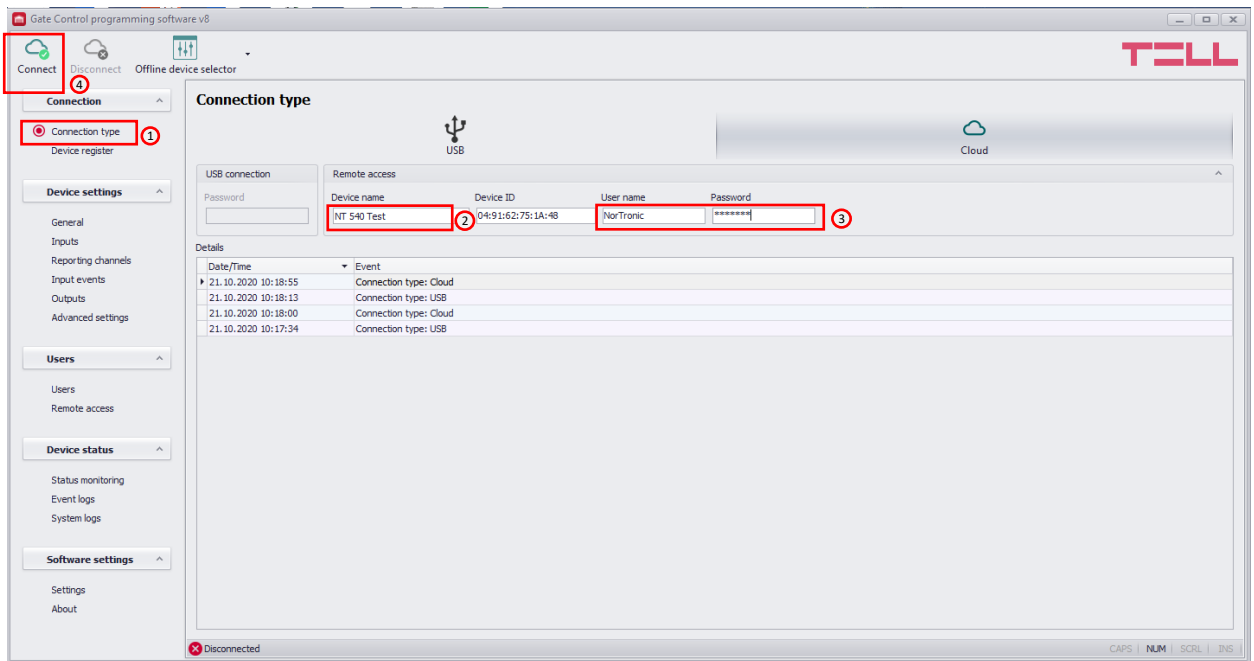 Gate Control programming software v8
Connect Disconnect Offline device selector
TELL
4
Connection
Connection type
1
Device register
Device settings
General
Inputs
Reporting channels
Input events
Outputs
Advanced settings
Users
Users
Remote access
Device status
Status monitoring
Event logs
System logs
Software settings
Settings
About
Connection type
USB
Cloud
USB connection
Password
Remote access
Device name Device ID User name Password
NT 540 Test 2 04:91:62:75:1A:48 NorTronic ******* 3
Details
Date/Time Event
21.10.2020 10:18:55 Connection type: Cloud
21.10.2020 10:18:13 Connection type: USB
21.10.2020 10:18:00 Connection type: Cloud
21.10.2020 10:17:34 Connection type: USB
Disconnected
CAPS NUM SCRL INS